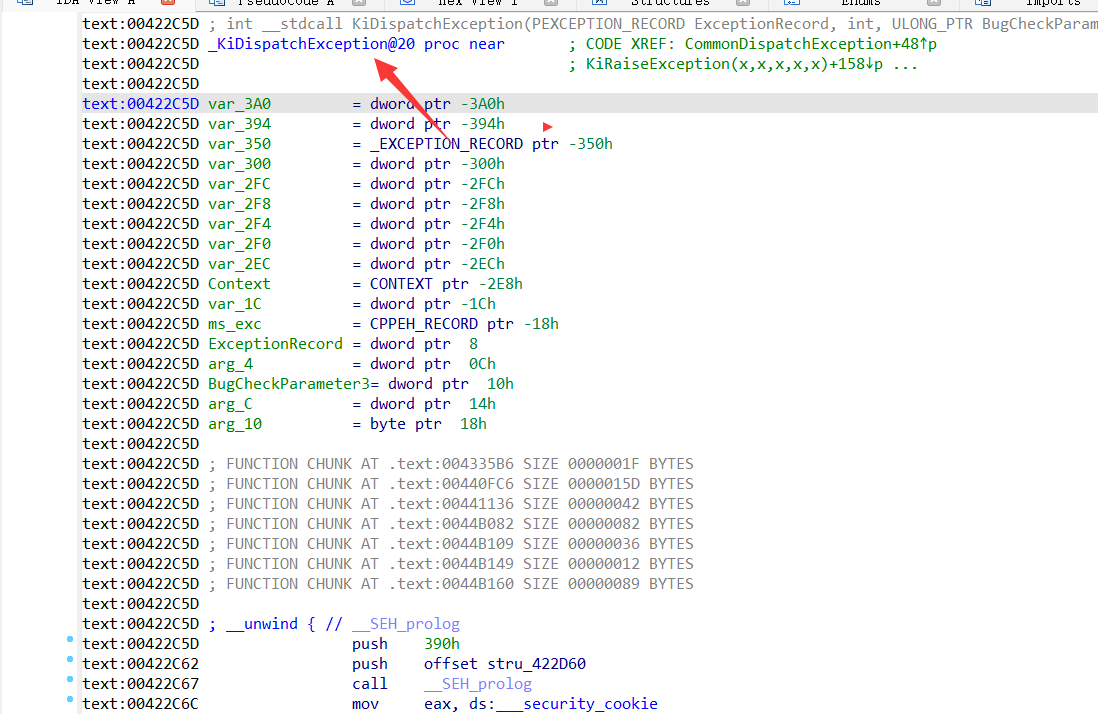 IDA View A Pseudocode A Hex View 1 Structures Enums Imports
text:00422C5D ; int __stdcall KiDispatchException(PEXCEPTION_RECORD ExceptionRecord, int, ULONG_PTR BugCheckParam
text:00422C5D _KiDispatchException@20 proc near ; CODE XREF: CommonDispatchException+48↑p
text:00422C5D ; KiRaiseException(x,x,x,x,x)+158↓p ...
text:00422C5D
text:00422C5D var_3A0 = dword ptr -3A0h
text:00422C5D var_394 = dword ptr -394h
text:00422C5D var_350 = _EXCEPTION_RECORD ptr -350h
text:00422C5D var_300 = dword ptr -300h
text:00422C5D var_2FC = dword ptr -2FCh
text:00422C5D var_2F8 = dword ptr -2F8h
text:00422C5D var_2F4 = dword ptr -2F4h
text:00422C5D var_2F0 = dword ptr -2F0h
text:00422C5D var_2EC = dword ptr -2ECh
text:00422C5D Context = CONTEXT ptr -2E8h
text:00422C5D var_1C = dword ptr -1Ch
text:00422C5D ms_exc = CPPEH_RECORD ptr -18h
text:00422C5D ExceptionRecord = dword ptr 8
text:00422C5D arg_4 = dword ptr 0Ch
text:00422C5D BugCheckParameter3= dword ptr 10h
text:00422C5D arg_C = dword ptr 14h
text:00422C5D arg_10 = byte ptr 18h
text:00422C5D
text:00422C5D ; FUNCTION CHUNK AT .text:004335B6 SIZE 0000001F BYTES
text:00422C5D ; FUNCTION CHUNK AT .text:00440FC6 SIZE 0000015D BYTES
text:00422C5D ; FUNCTION CHUNK AT .text:00441136 SIZE 00000042 BYTES
text:00422C5D ; FUNCTION CHUNK AT .text:0044B082 SIZE 00000082 BYTES
text:00422C5D ; FUNCTION CHUNK AT .text:0044B109 SIZE 00000036 BYTES
text:00422C5D ; FUNCTION CHUNK AT .text:0044B149 SIZE 00000012 BYTES
text:00422C5D ; FUNCTION CHUNK AT .text:0044B160 SIZE 00000089 BYTES
text:00422C5D
text:00422C5D ; __unwind { // __SEH_prolog
text:00422C5D push 390h
text:00422C62 push offset stru_422D60
text:00422C67 call __SEH_prolog
text:00422C6C mov eax, ds:___security_cookie